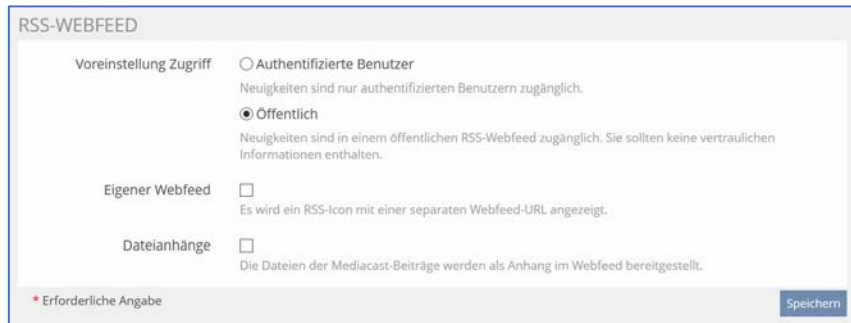 RSS-WEBFEED
Voreinstellung Zugriff
Authentifizierte Benutzer
Neuigkeiten sind nur authentifizierten Benutzern zugänglich.
Öffentlich
Neuigkeiten sind in einem öffentlichen RSS-Webfeed zugänglich. Sie sollten keine vertraulichen
Informationen enthalten.
Eigener Webfeed
Es wird ein RSS-Icon mit einer separaten Webfeed-URL angezeigt.
Dateianhänge
Die Dateien der Mediacast-Beiträge werden als Anhang im Webfeed bereitgestellt.
* Erforderliche Angabe
Speichern